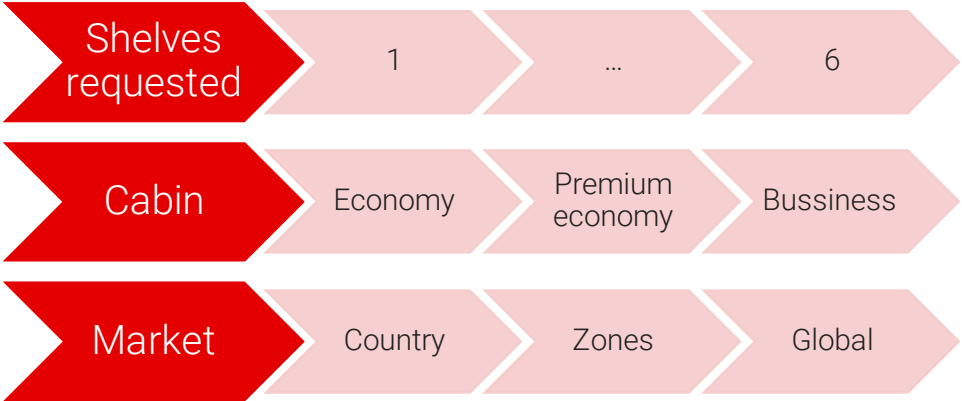 Shelves
requested
1
...
6
Cabin
Economy
Premium
economy
Bussiness
Market
Country
Zones
Global